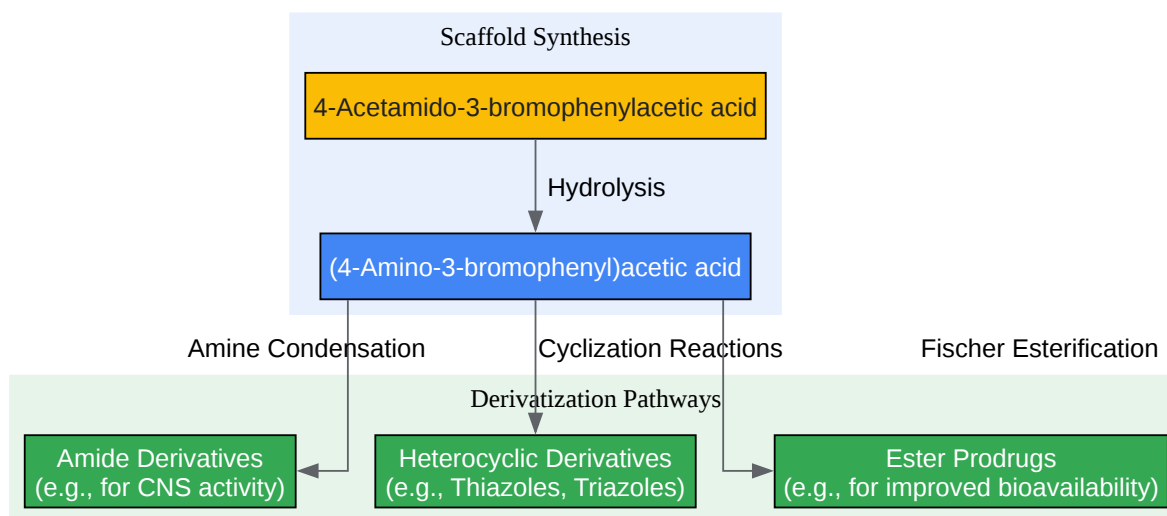 Scaffold Synthesis
4-Acetamido-3-bromophenylacetic acid
Hydrolysis
(4-Amino-3-bromophenyl)acetic acid
Amine Condensation
Cyclization Reactions
Fischer Esterification
Derivatization Pathways
Amide Derivatives
(e.g., for CNS activity)
Heterocyclic Derivatives
(e.g., Thiazoles, Triazoles)
Ester Prodrugs
(e.g., for improved bioavailability)